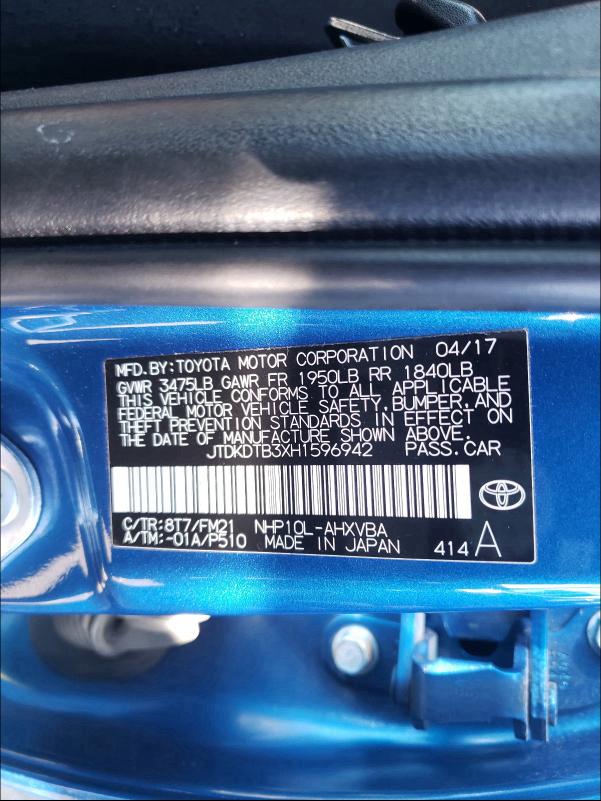 MFD.BY:TOYOTA MOTOR CORPORATION 04/17
GVWR 3475LB GAWR FR 1950LB RR 1840LB
THIS VEHICLE CONFORMS TO ALL APPLICABLE
FEDERAL MOTOR VEHICLE SAFETY,BUMPER,AND
THEFT PREVENTION STANDARDS IN EFFECT ON
THE DATE OF MANUFACTURE SHOWN ABOVE.
JTDKDTB3XH1596942 PASS.CAR
C/TR:8T7/FM21 NHP10L-AHXVBA
A/TM:-01A/P510 MADE IN JAPAN 414 A